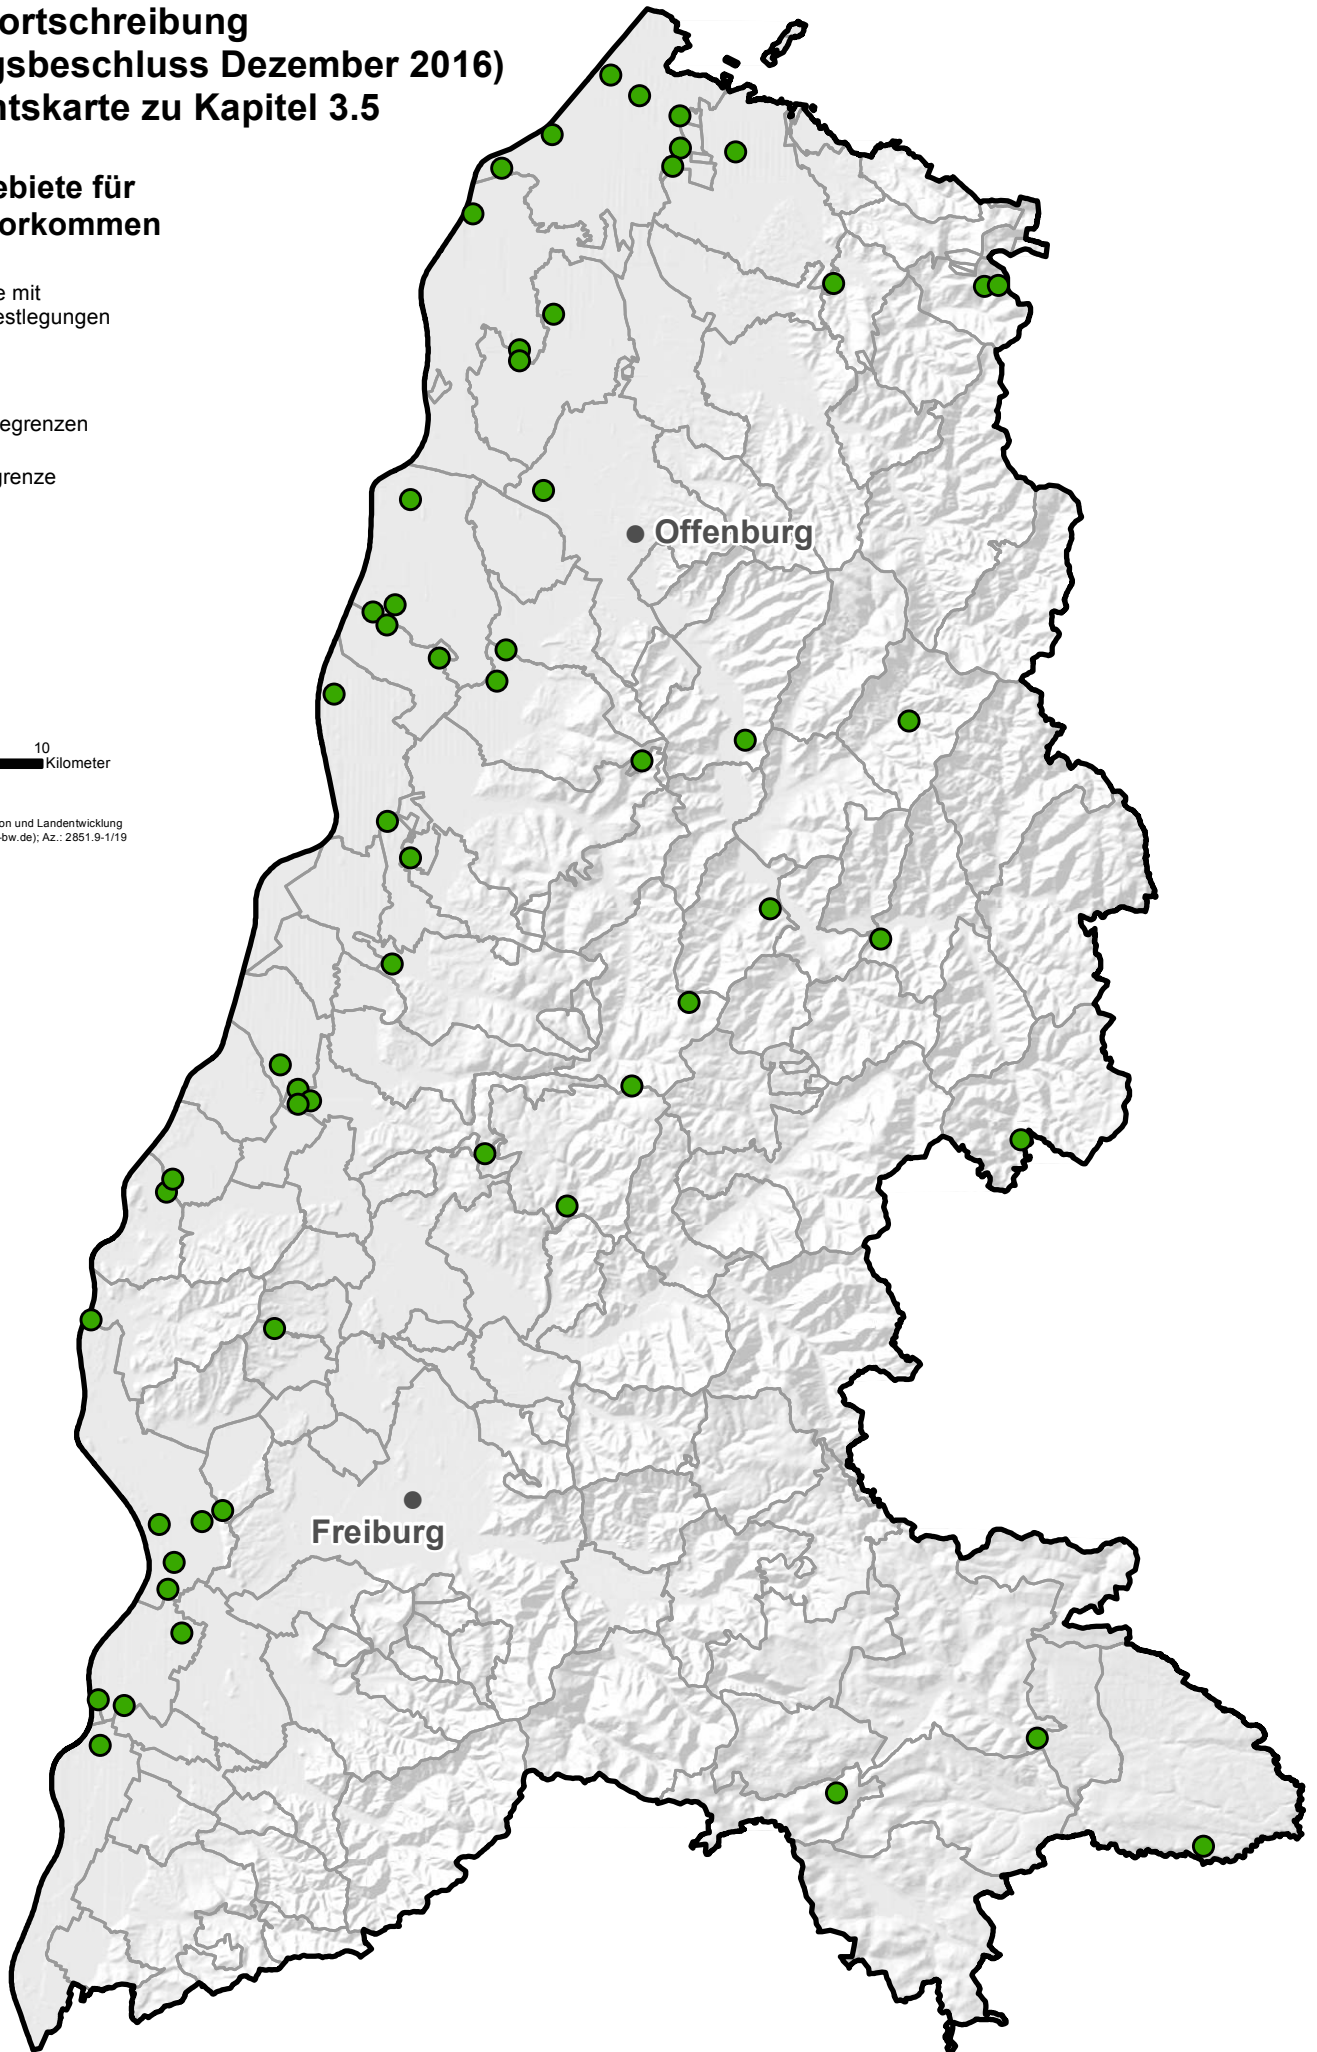 ortschreibung
gsbeschluss Dezember 2016)
ntskarte zu Kapitel 3.5
ebiete für
orkommen
e mit
estlegungen
egrenzen
grenze
Offenburg
10
Kilometer
on und Landentwicklung
-bw.de); Az.: 2851.9-1/19
Freiburg